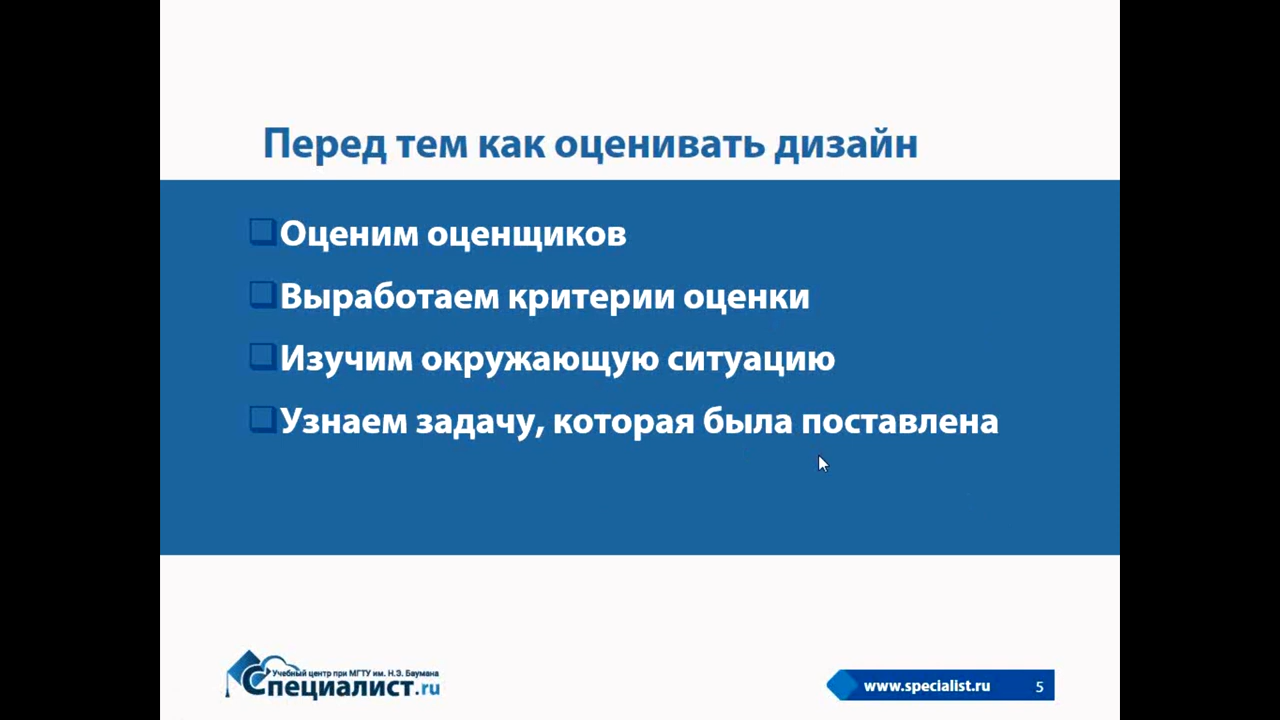 Перед тем как оценивать дизайн
Оценим оценщиков
Выработаем критерии оценки
Изучим окружающую ситуацию
Узнаем задачу, которая была поставлена
Учебный центр при МГТУ им. Н.Э. Баумана
Специалист.ru
www.specialist.ru 5